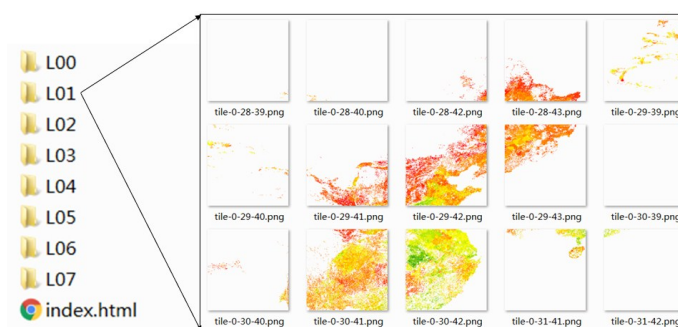 L00
L01
L02
L03
L04
L05
L06
L07
index.html
tile-0-28-39.png tile-0-28-40.png tile-0-28-42.png tile-0-28-43.png tile-0-29-39.png
tile-0-29-40.png tile-0-29-41.png tile-0-29-42.png tile-0-29-43.png tile-0-30-39.png
tile-0-30-40.png tile-0-30-41.png tile-0-30-42.png tile-0-31-41.png tile-0-31-42.png